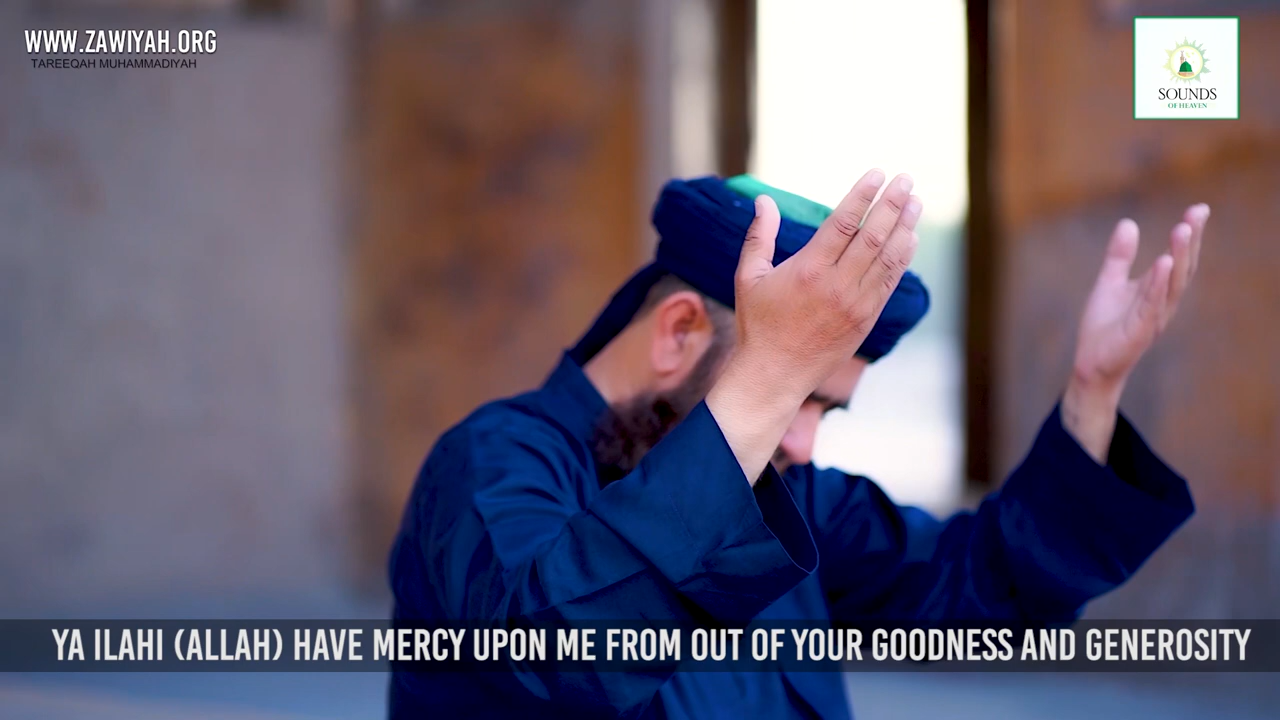 WWW.ZAWIYAH.ORG
TAREEQAH MUHAMMADIYAH
SOUNDS
OF HEAVEN
YA ILAHI (ALLAH) HAVE MERCY UPON ME FROM OUT OF YOUR GOODNESS AND GENEROSITY